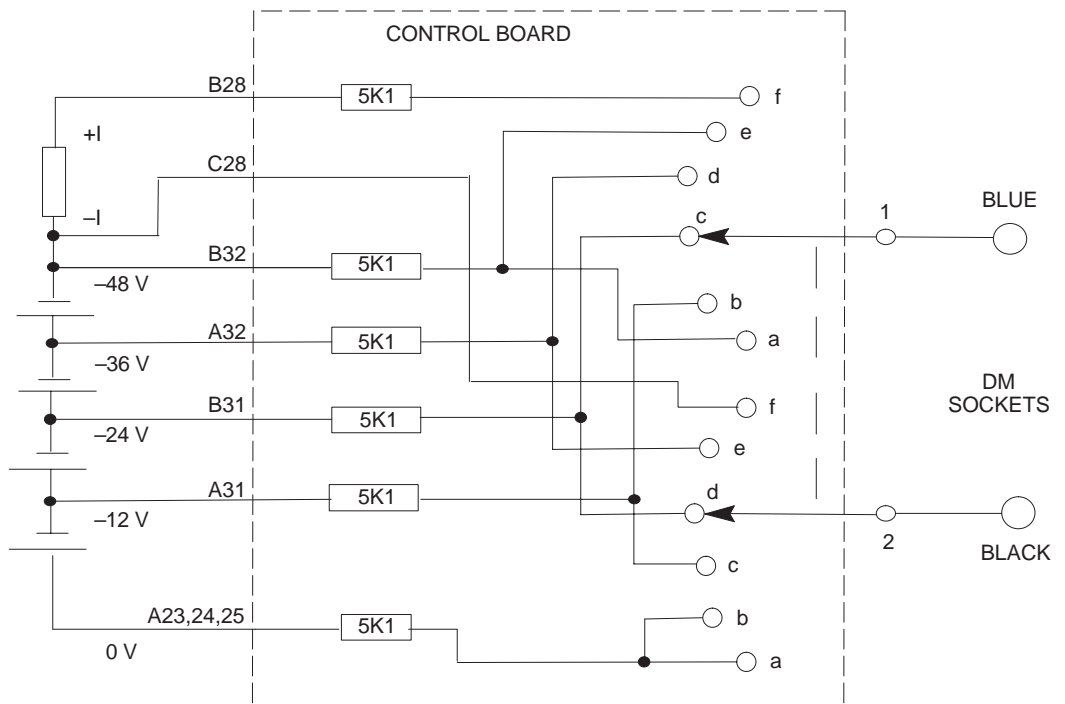 CONTROL BOARD
B28
5K1
f
+I
e
C28
d
–I
c
1
BLUE
B32
5K1
–48 V
b
A32
5K1
a
–36 V
DM
SOCKETS
B31
5K1
f
–24 V
e
A31
5K1
d
–12 V
2
BLACK
c
A23,24,25
5K1
b
0 V
a